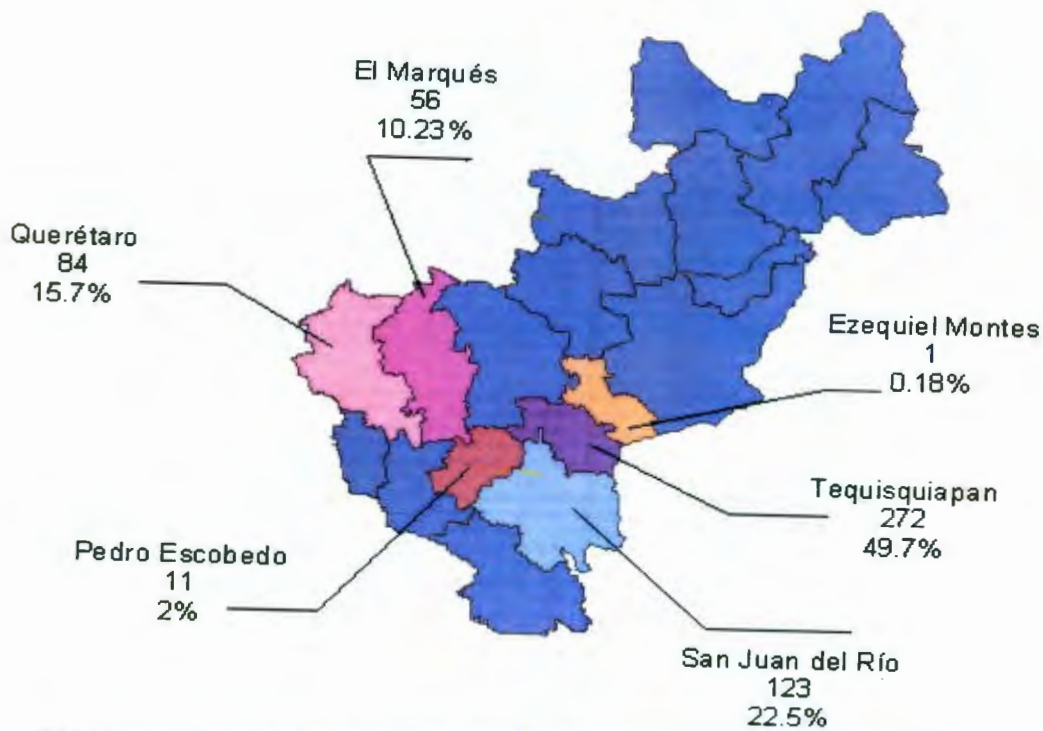 El Marqués
56
10.23%
Querétaro
84
15.7%
Ezequiel Montes
1
0.18%
Tequisquiapan
272
49.7%
Pedro Escobedo
11
2%
San Juan del Río
123
22.5%